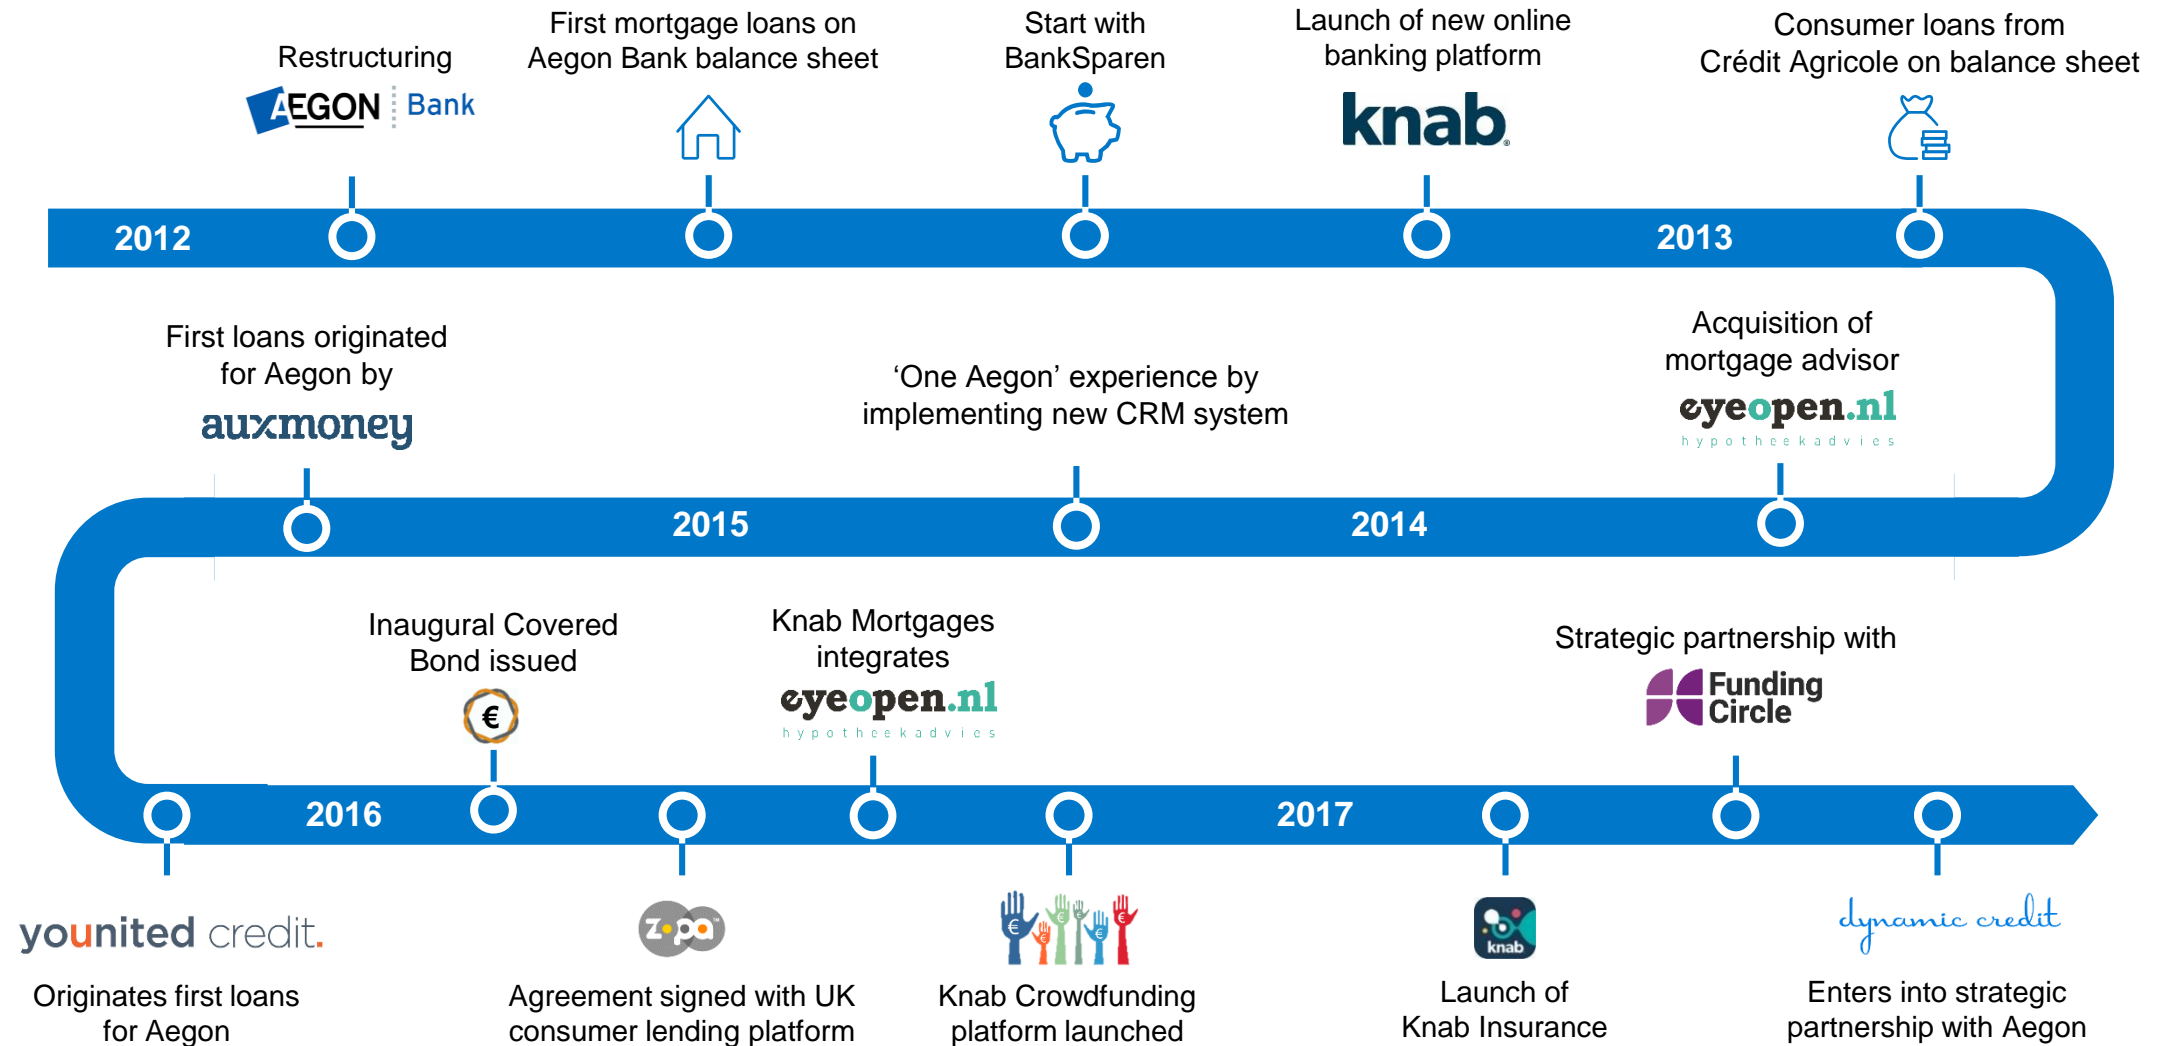 Restructuring
AEGON Bank
First mortgage loans on
Aegon Bank balance sheet
Start with
BankSparen
Launch of new online
banking platform
knab®
Consumer loans from
Crédit Agricole on balance sheet
2012
2013
First loans originated
for Aegon by
auxmoney
‘One Aegon’ experience by
implementing new CRM system
Acquisition of
mortgage advisor
eyeopen.nl
hypotheekadvies
2015
2014
Inaugural Covered
Bond issued
€
Knab Mortgages
integrates
eyeopen.nl
hypotheekadvies
Strategic partnership with
Funding
Circle
2016
2017
younited credit.
Originates first loans
for Aegon
zopa™
Agreement signed with UK
consumer lending platform
€ € € € €
Knab Crowdfunding
platform launched
knab
Launch of
Knab Insurance
dynamic credit
Enters into strategic
partnership with Aegon